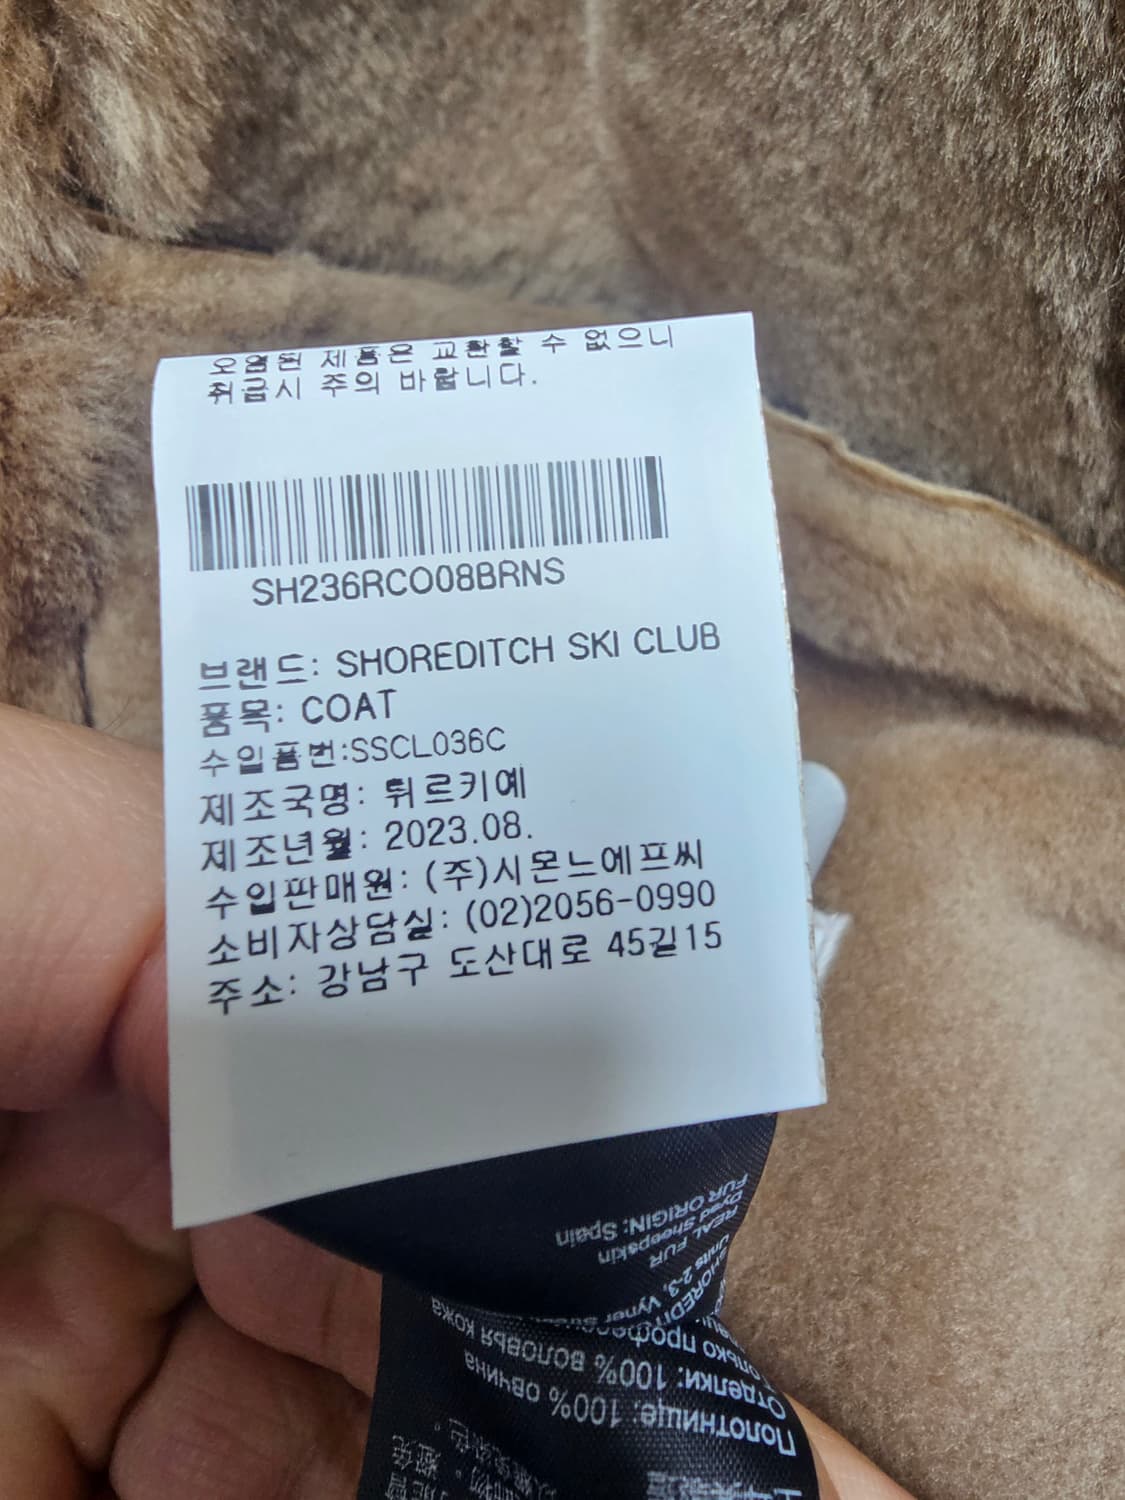 오염된 제품은 교환할 수 없으니
취급시 주의 바랍니다.
SH236RCO08BRNS
브랜드: SHOREDITCH SKI CLUB
품목: COAT
수입품번:SSCL036C
제조국명: 튀르키예
제조년월: 2023.08.
수입판매원: (주)시몬느에프씨
소비자상담실: (02)2056-0990
주소: 강남구 도산대로 45길15
FUR ORIGIN: Spain
Dyed Sheepskin
REAL FUR
Units 2-3, Vyner
Отделки: 100% воловья кожа
Полотнище: 100% овчина